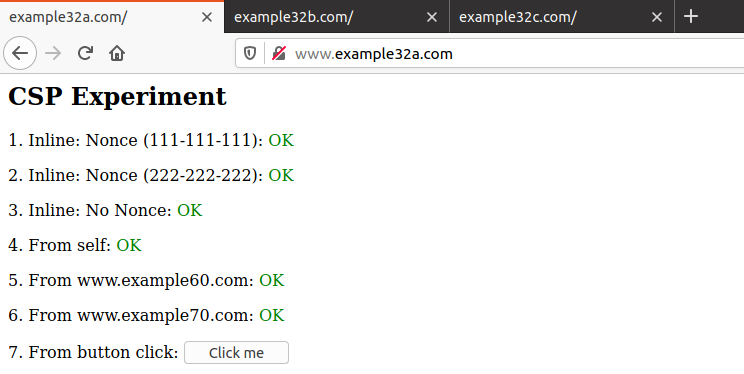 example32a.com/
example32b.com/
example32c.com/
www.example32a.com
CSP Experiment
1. Inline: Nonce (111-111-111): OK
2. Inline: Nonce (222-222-222): OK
3. Inline: No Nonce: OK
4. From self: OK
5. From www.example60.com: OK
6. From www.example70.com: OK
7. From button click: Click me